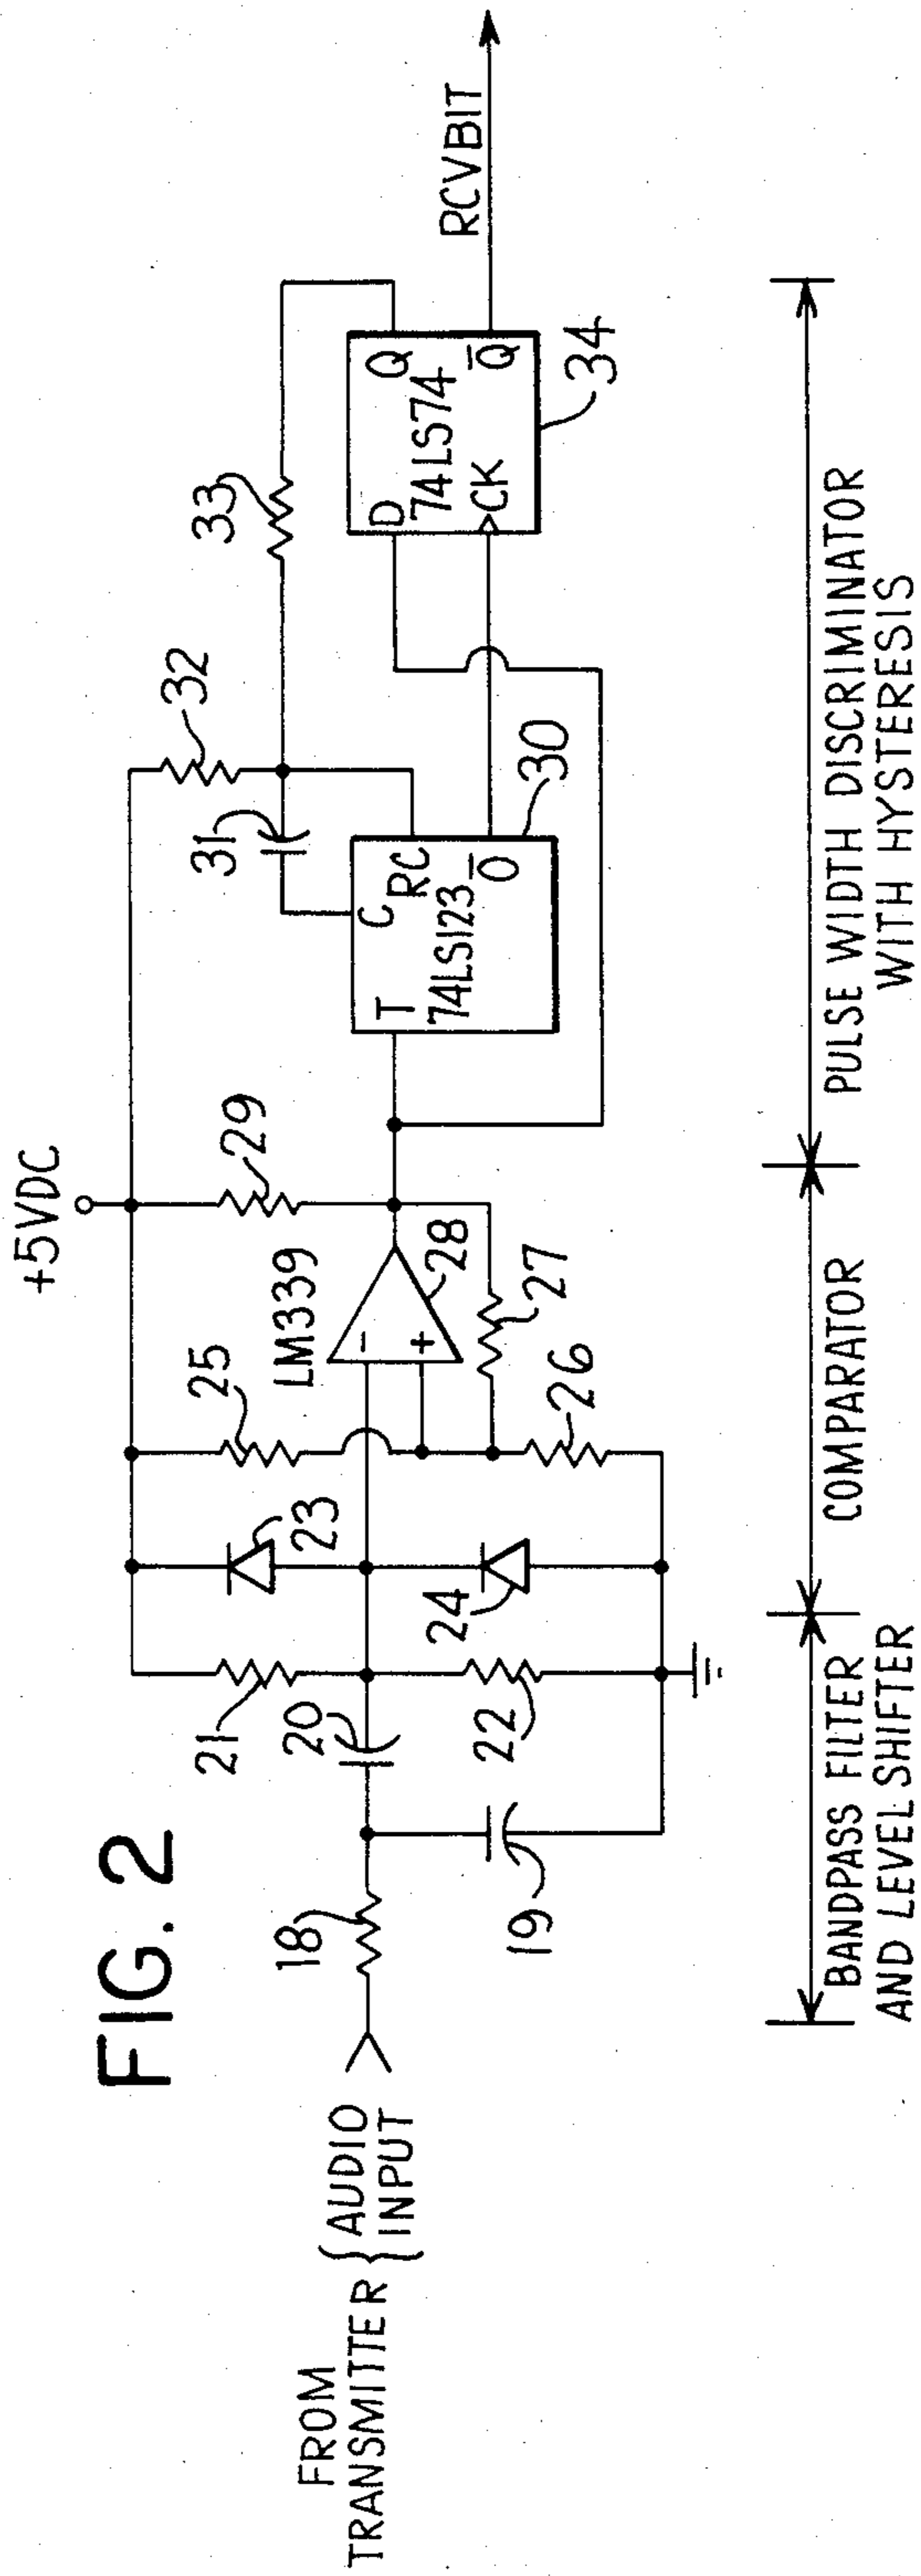 FIG. 2
+5VDC
FROM
TRANSMITTER
AUDIO
INPUT
18
19
20
21
22
23
24
25
26
27
LM339
-
+
28
29
T
C
RC
74LS123
O̅
30
31
32
33
D
Q
74LS74
CK
Q̅
34
RCVBIT
BANDPASS FILTER
AND LEVEL SHIFTER
COMPARATOR
PULSE WIDTH DISCRIMINATOR
WITH HYSTERESIS